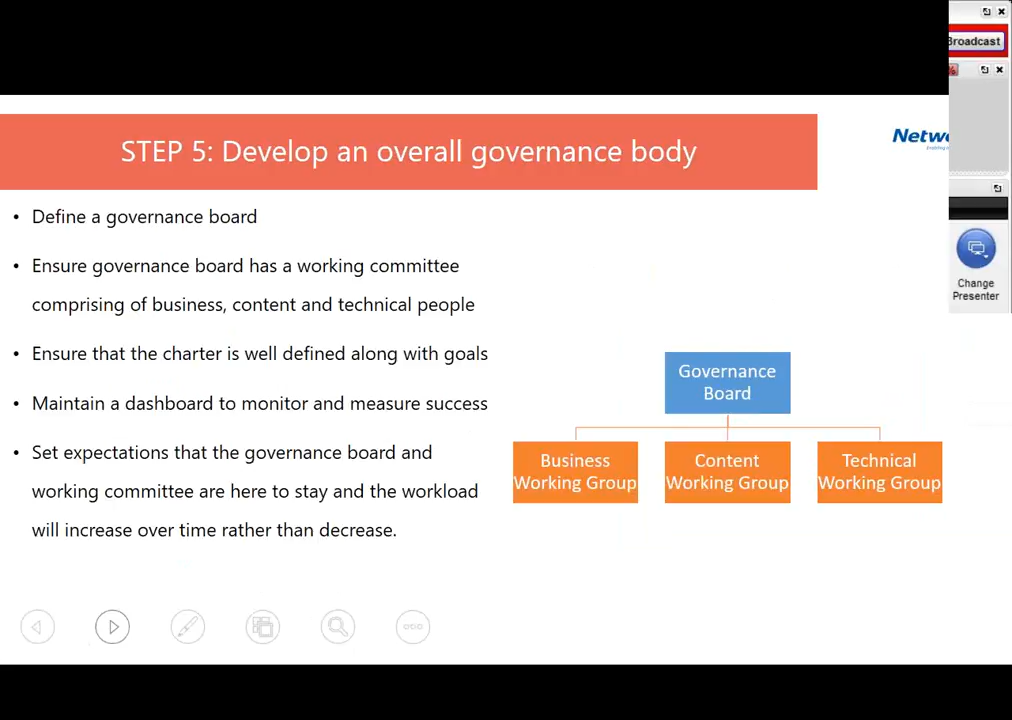 Broadcast
STEP 5: Develop an overall governance body
• Define a governance board
• Ensure governance board has a working committee
comprising of business, content and technical people
• Ensure that the charter is well defined along with goals
• Maintain a dashboard to monitor and measure success
• Set expectations that the governance board and
working committee are here to stay and the workload
will increase over time rather than decrease.
Change
Presenter
Governance
Board
Business
Working Group
Content
Working Group
Technical
Working Group